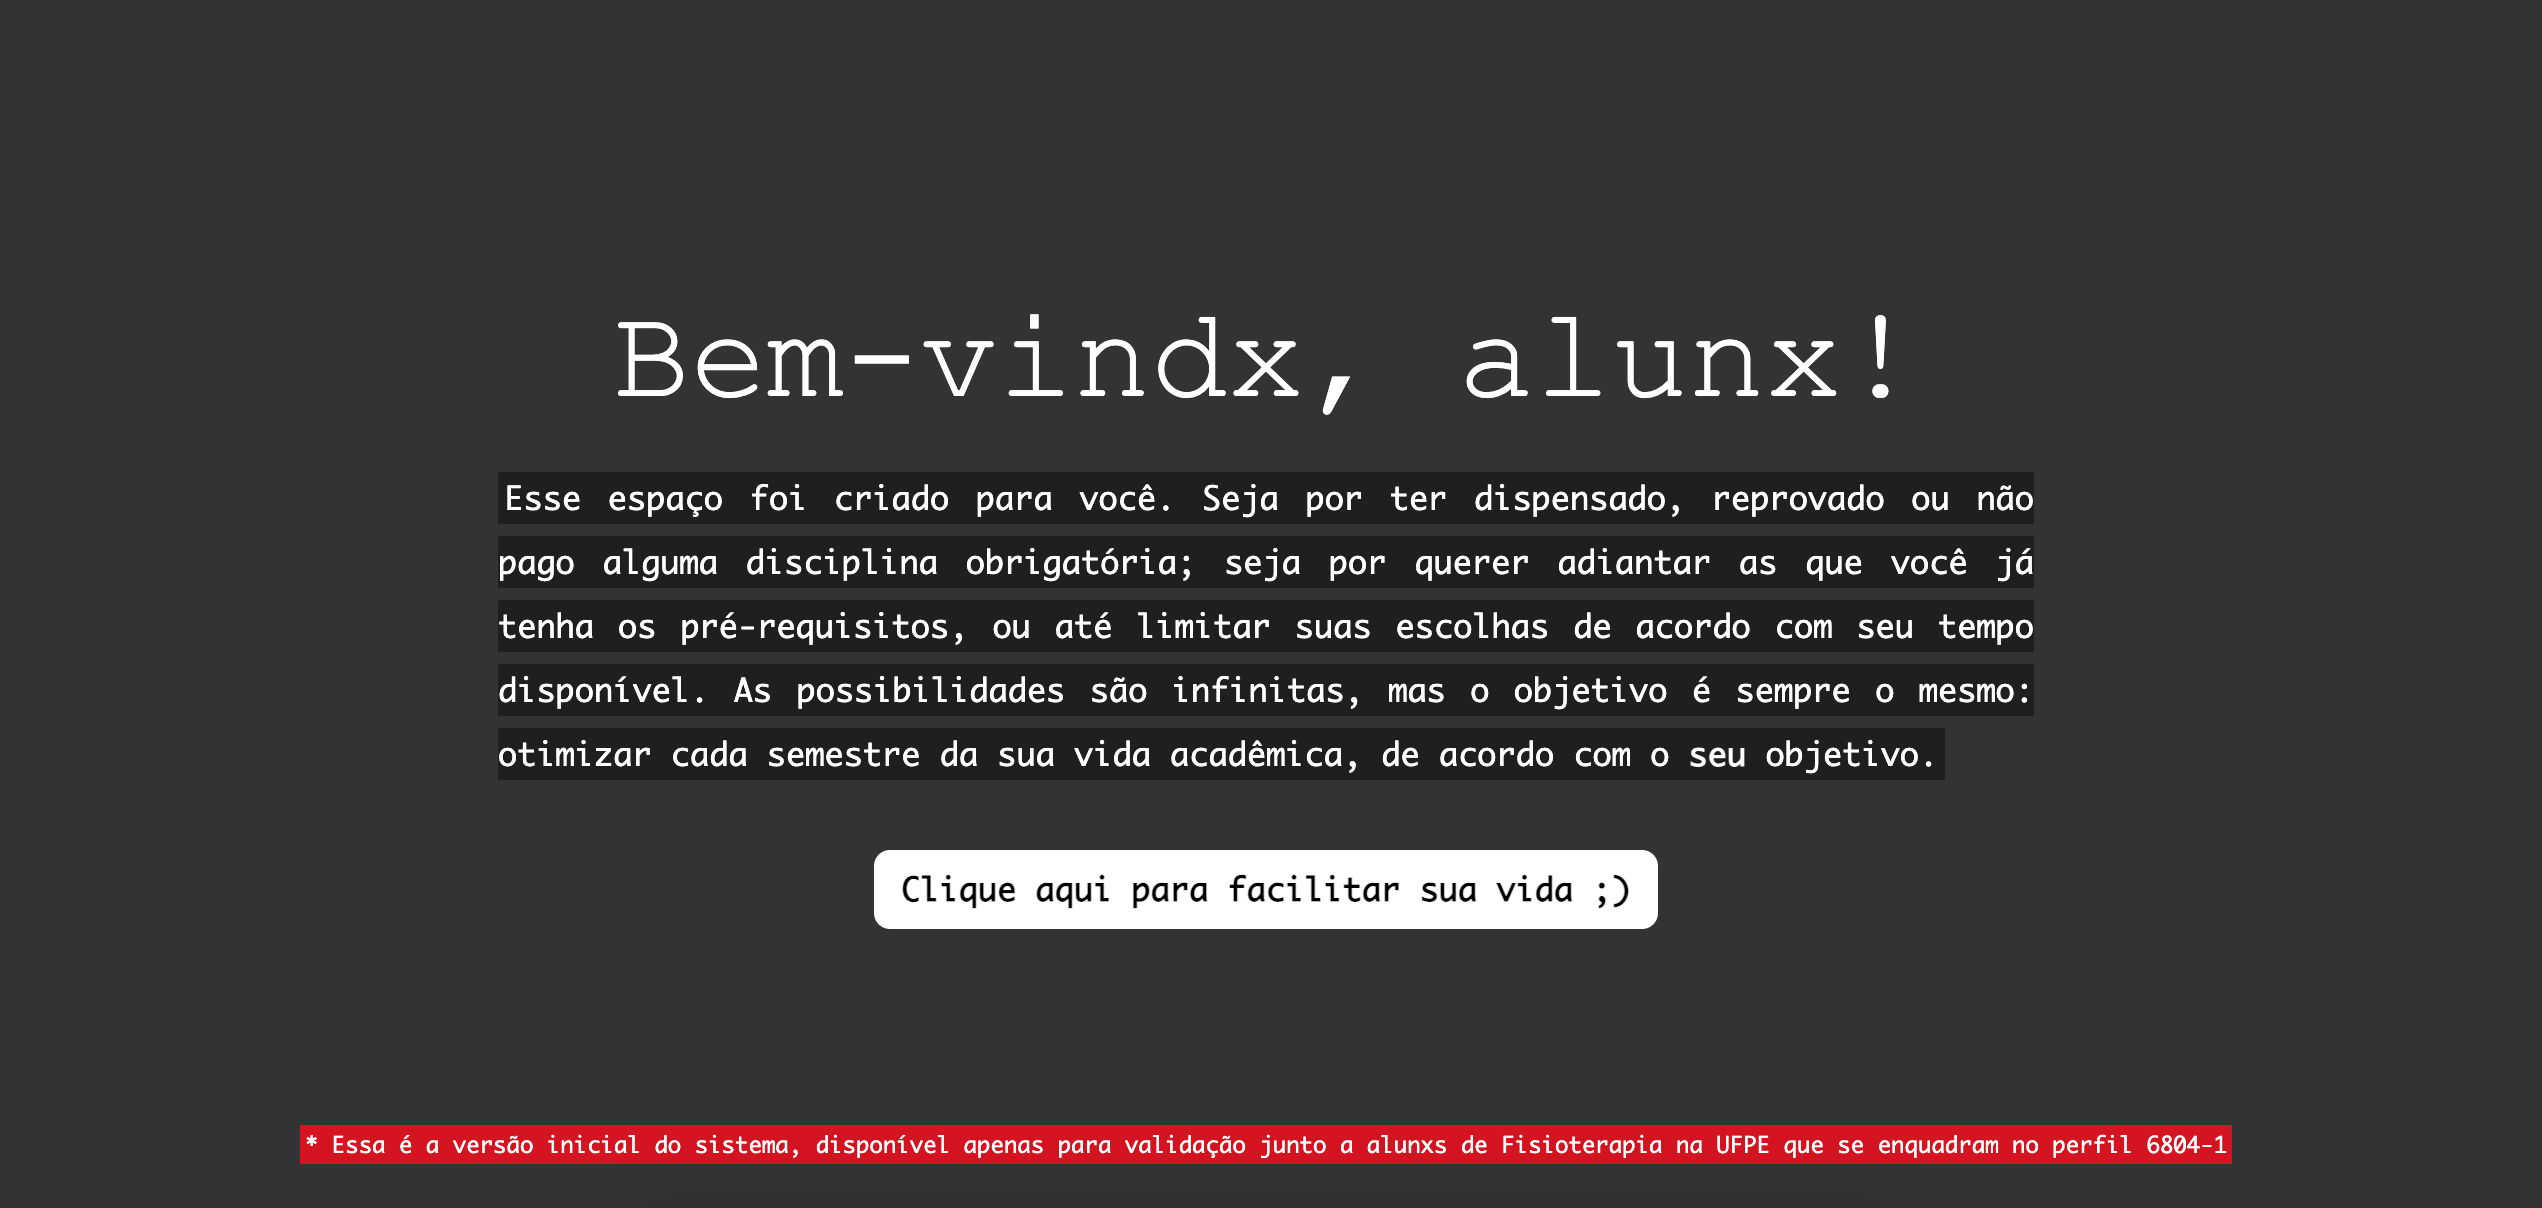 Bem-vindx, alunx!
Esse espaço foi criado para você. Seja por ter dispensado, reprovado ou não
pago alguma disciplina obrigatória; seja por querer adiantar as que você já
tenha os pré-requisitos, ou até limitar suas escolhas de acordo com seu tempo
disponível. As possibilidades são infinitas, mas o objetivo é sempre o mesmo:
otimizar cada semestre da sua vida acadêmica, de acordo com o seu objetivo.
Clique aqui para facilitar sua vida ;)
* Essa é a versão inicial do sistema, disponível apenas para validação junto a alunxs de Fisioterapia na UFPE que se enquadram no perfil 6804-1